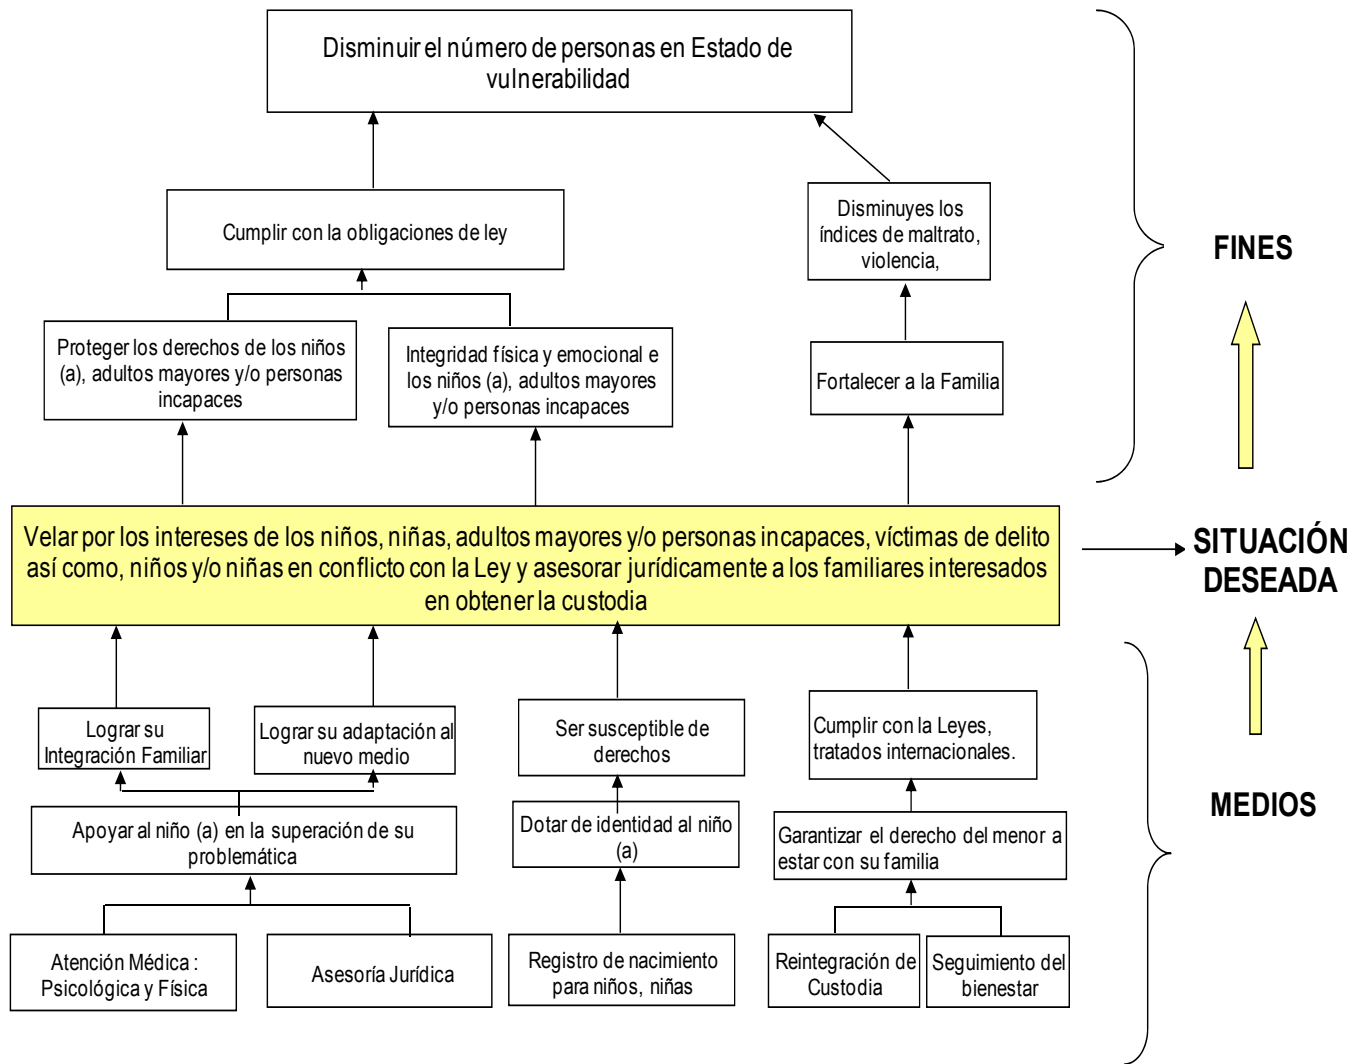 Disminuir el número de personas en Estado de
vulnerabilidad
Cumplir con la obligaciones de ley
Disminuyes los
índices de maltrato,
violencia,
FINES
Proteger los derechos de los niños
(a), adultos mayores y/o personas
incapaces
Integridad física y emocional e
los niños (a), adultos mayores
y/o personas incapaces
Fortalecer a la Familia
Velar por los intereses de los niños, niñas, adultos mayores y/o personas incapaces, víctimas de delito
así como, niños y/o niñas en conflicto con la Ley y asesorar jurídicamente a los familiares interesados
en obtener la custodia
SITUACIÓN
DESEADA
Lograr su
Integración Familiar
Lograr su adaptación al
nuevo medio
Ser susceptible de
derechos
Cumplir con la Leyes,
tratados internacionales.
MEDIOS
Apoyar al niño (a) en la superación de su
problemática
Dotar de identidad al niño
(a)
Garantizar el derecho del menor a
estar con su familia
Atención Médica :
Psicológica y Física
Asesoría Jurídica
Registro de nacimiento
para niños, niñas
Reintegración de
Custodia
Seguimiento del
bienestar